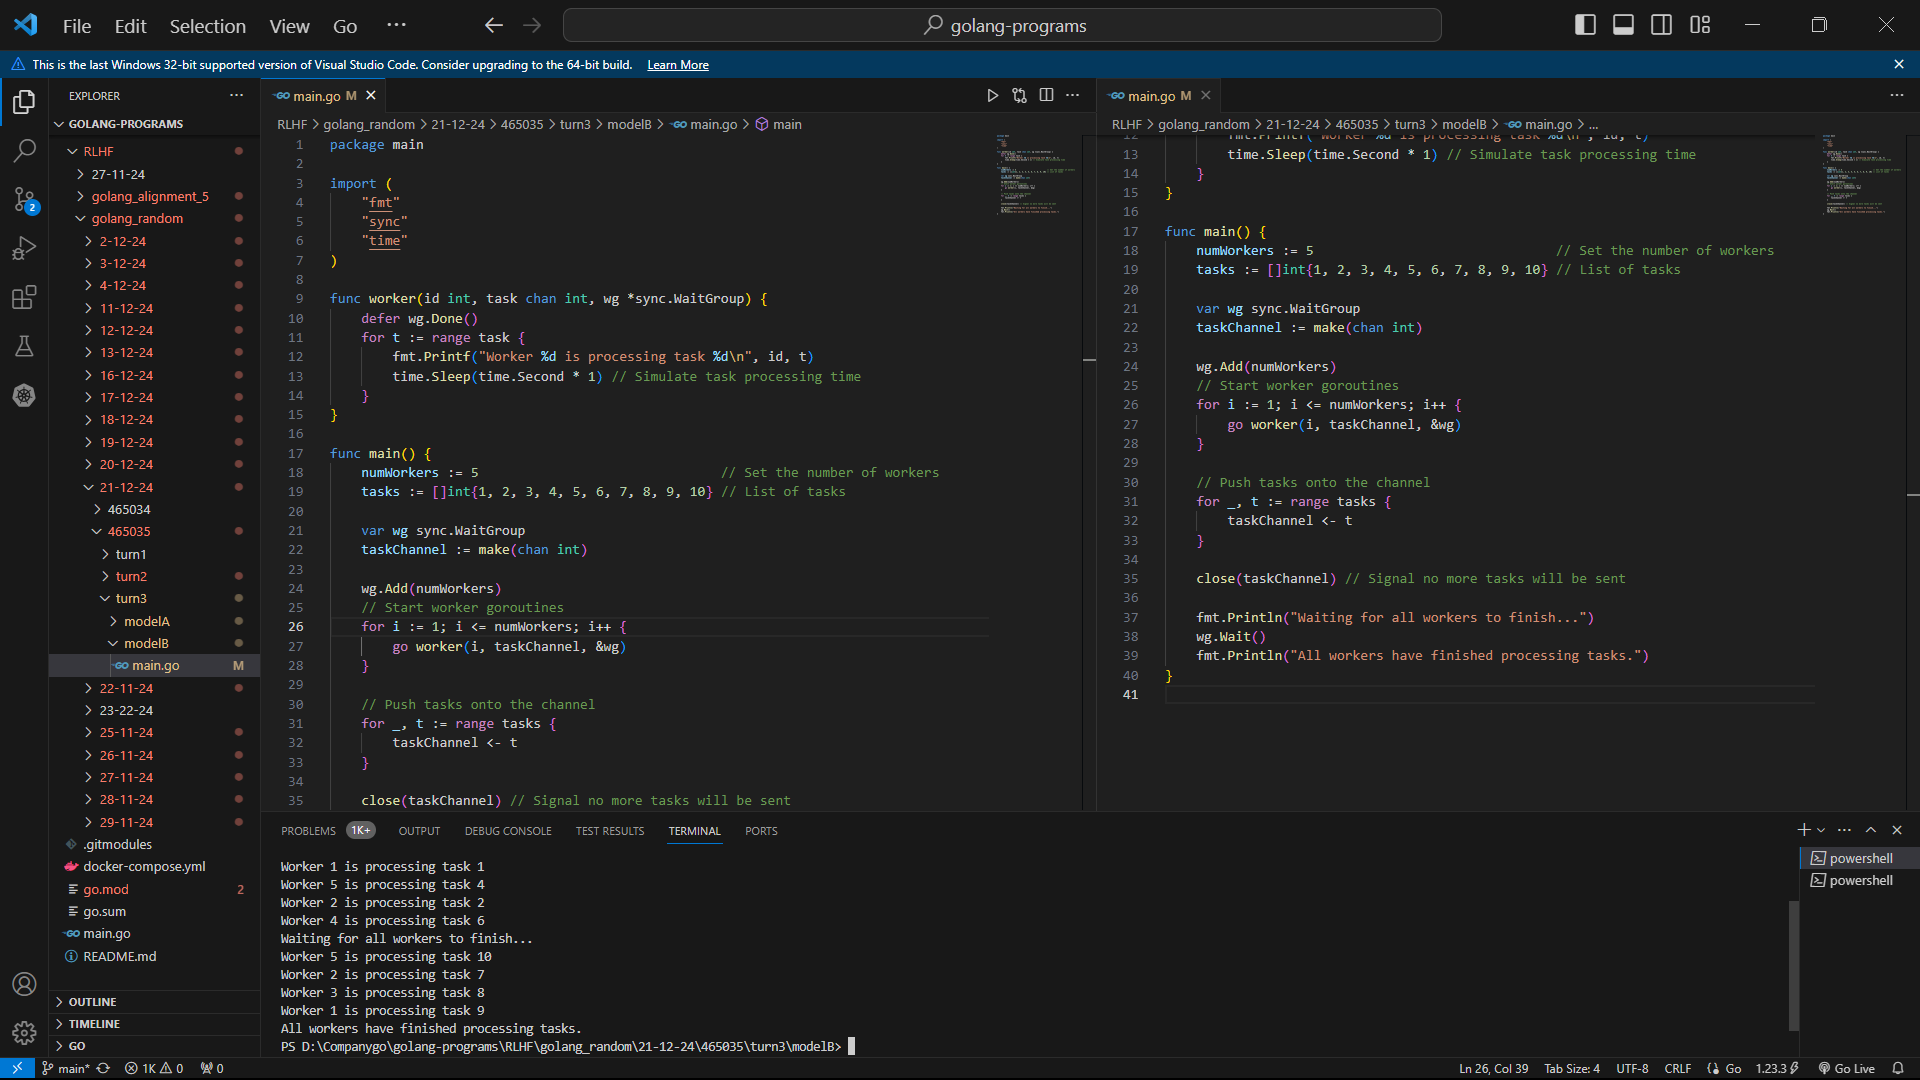 File Edit Selection View Go ··· golang-programs
This is the last Windows 32-bit supported version of Visual Studio Code. Consider upgrading to the 64-bit build. Learn More
EXPLORER ···
GOLANG-PROGRAMS
RLHF
27-11-24
golang_alignment_5
golang_random
2-12-24
3-12-24
4-12-24
11-12-24
12-12-24
13-12-24
16-12-24
17-12-24
18-12-24
19-12-24
20-12-24
21-12-24
465034
465035
turn1
turn2
turn3
modelA
modelB
main.go M
22-11-24
23-22-24
25-11-24
26-11-24
27-11-24
28-11-24
29-11-24
.gitmodules
docker-compose.yml
go.mod 2
go.sum
main.go
README.md
OUTLINE
TIMELINE
GO
2
main.go M
RLHF > golang_random > 21-12-24 > 465035 > turn3 > modelB > main.go > main
1 package main
2
3 import (
4 "fmt"
5 "sync"
6 "time"
7 )
8
9 func worker(id int, task chan int, wg *sync.WaitGroup) {
10 defer wg.Done()
11 for t := range task {
12 fmt.Printf("Worker %d is processing task %d\n", id, t)
13 time.Sleep(time.Second * 1) // Simulate task processing time
14 }
15 }
16
17 func main() {
18 numWorkers := 5 // Set the number of workers
19 tasks := []int{1, 2, 3, 4, 5, 6, 7, 8, 9, 10} // List of tasks
20
21 var wg sync.WaitGroup
22 taskChannel := make(chan int)
23
24 wg.Add(numWorkers)
25 // Start worker goroutines
26 for i := 1; i <= numWorkers; i++ {
27 go worker(i, taskChannel, &wg)
28 }
29
30 // Push tasks onto the channel
31 for _, t := range tasks {
32 taskChannel <- t
33 }
34
35 close(taskChannel) // Signal no more tasks will be sent
main.go M
RLHF > golang_random > 21-12-24 > 465035 > turn3 > modelB > main.go > ...
12 fmt.Printf("Worker %d is processing task %d\n", id, t)
13 time.Sleep(time.Second * 1) // Simulate task processing time
14 }
15 }
16
17 func main() {
18 numWorkers := 5 // Set the number of workers
19 tasks := []int{1, 2, 3, 4, 5, 6, 7, 8, 9, 10} // List of tasks
20
21 var wg sync.WaitGroup
22 taskChannel := make(chan int)
23
24 wg.Add(numWorkers)
25 // Start worker goroutines
26 for i := 1; i <= numWorkers; i++ {
27 go worker(i, taskChannel, &wg)
28 }
29
30 // Push tasks onto the channel
31 for _, t := range tasks {
32 taskChannel <- t
33 }
34
35 close(taskChannel) // Signal no more tasks will be sent
36
37 fmt.Println("Waiting for all workers to finish...")
38 wg.Wait()
39 fmt.Println("All workers have finished processing tasks.")
40 }
41
PROBLEMS 1K+ OUTPUT DEBUG CONSOLE TEST RESULTS TERMINAL PORTS
Worker 1 is processing task 1
Worker 5 is processing task 4
Worker 2 is processing task 2
Worker 4 is processing task 6
Waiting for all workers to finish...
Worker 5 is processing task 10
Worker 2 is processing task 7
Worker 3 is processing task 8
Worker 1 is processing task 9
All workers have finished processing tasks.
PS D:\Companygo\golang-programs\RLHF\golang_random\21-12-24\465035\turn3\modelB>
powershell
powershell
main* 1K 0 0 Ln 26, Col 39 Tab Size: 4 UTF-8 CRLF Go 1.23.3 Go Live